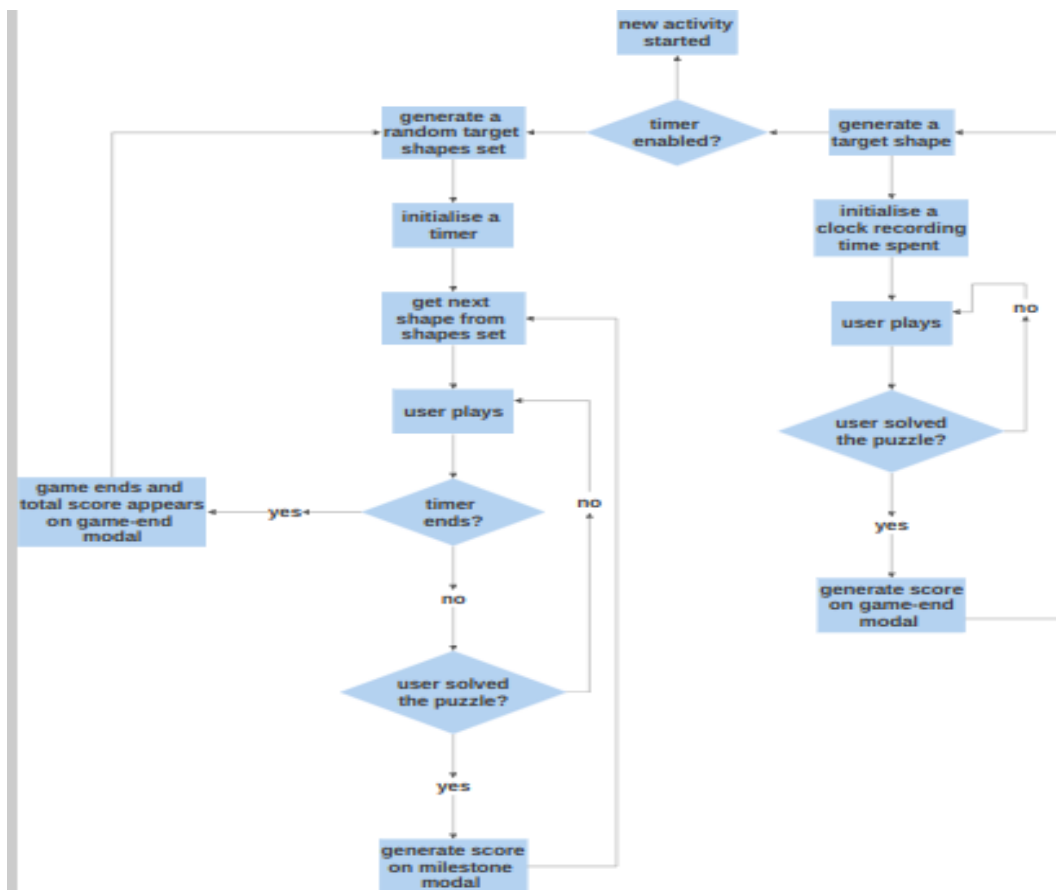 new activity
started
timer
enabled?
generate a
random target
shapes set
generate a
target shape
initialise a
timer
initialise a
clock recording
time spent
get next
shape from
shapes set
user plays
no
user plays
user solved
the puzzle?
game ends and
total score appears
on game-end
modal
yes
timer
ends?
no
yes
no
generate score
on game-end
modal
user solved
the puzzle?
yes
generate score
on milestone
modal